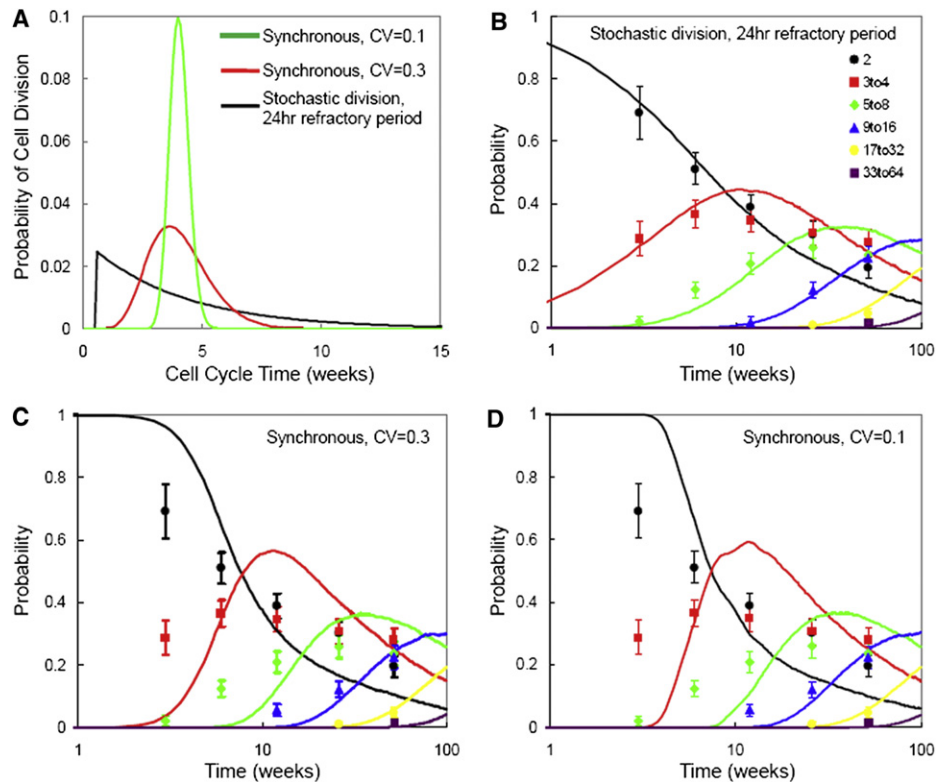 A
Probability of Cell Division
0.1
0.08
0.06
0.04
0.02
0
Synchronous, CV=0.1
Synchronous, CV=0.3
Stochastic division,
24hr refractory period
0
5
10
15
Cell Cycle Time (weeks)
B
Probability
1
0.8
0.6
0.4
0.2
0
Stochastic division, 24hr refractory period
2
3to4
5to8
9to16
17to32
33to64
1
10
100
Time (weeks)
C
Probability
1
0.8
0.6
0.4
0.2
0
Synchronous, CV=0.3
1
10
100
Time (weeks)
D
Probability
1
0.8
0.6
0.4
0.2
0
Synchronous, CV=0.1
1
10
100
Time (weeks)